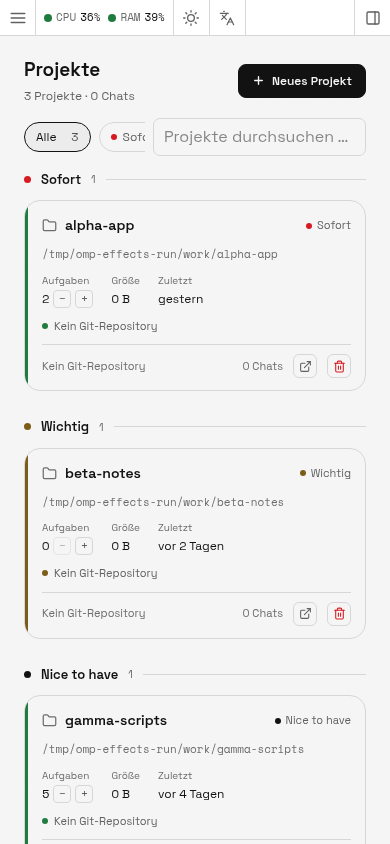 CPU 36% RAM 39%
Projekte
3 Projekte · 0 Chats
Neues Projekt
Alle 3
Sofo
Projekte durchsuchen …
Sofort 1
alpha-app
Sofort
/tmp/omp-effects-run/work/alpha-app
Aufgaben Größe Zuletzt
2 − + 0 B gestern
Kein Git-Repository
Kein Git-Repository 0 Chats
Wichtig 1
beta-notes
Wichtig
/tmp/omp-effects-run/work/beta-notes
Aufgaben Größe Zuletzt
0 − + 0 B vor 2 Tagen
Kein Git-Repository
Kein Git-Repository 0 Chats
Nice to have 1
gamma-scripts
Nice to have
/tmp/omp-effects-run/work/gamma-scripts
Aufgaben Größe Zuletzt
5 − + 0 B vor 4 Tagen
Kein Git-Repository